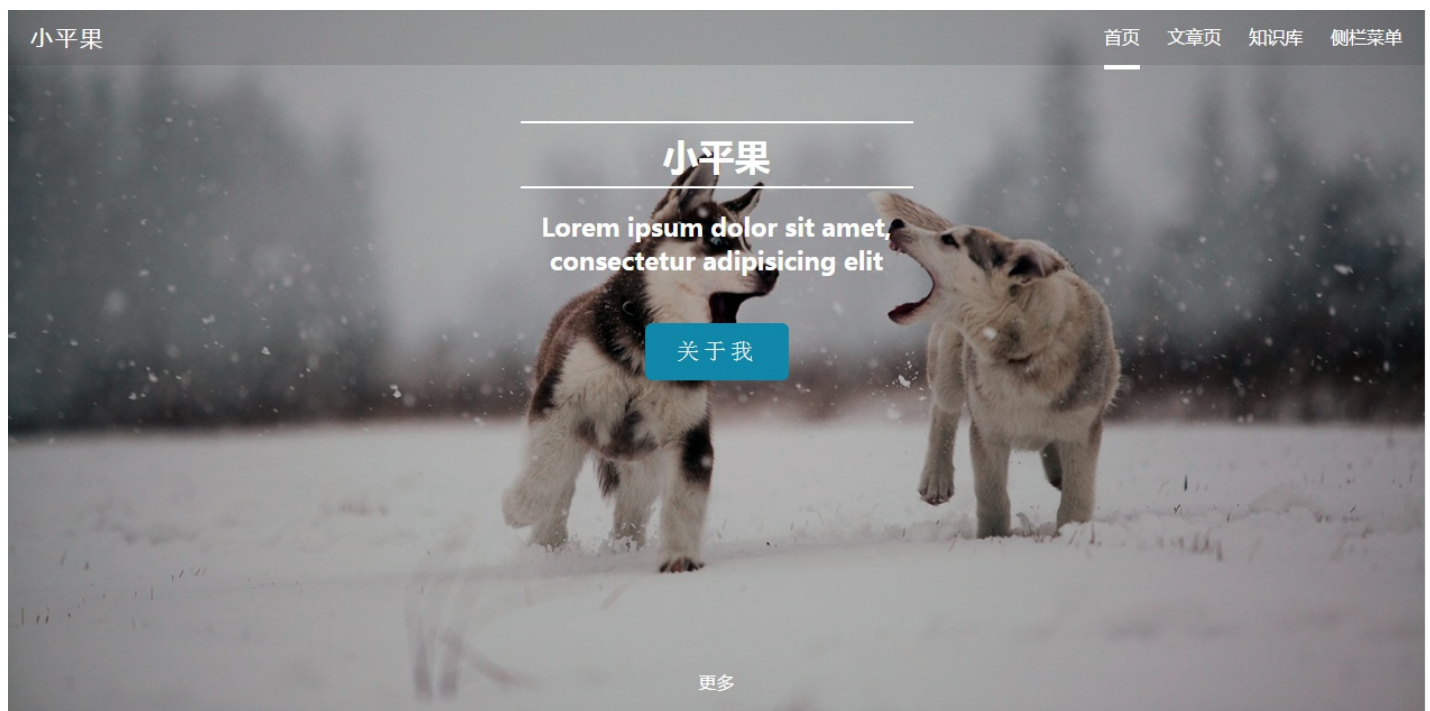 小平果
首页 文章页 知识库 侧栏菜单
小平果
Lorem ipsum dolor sit amet,
consectetur adipisicing elit
关于我
更多